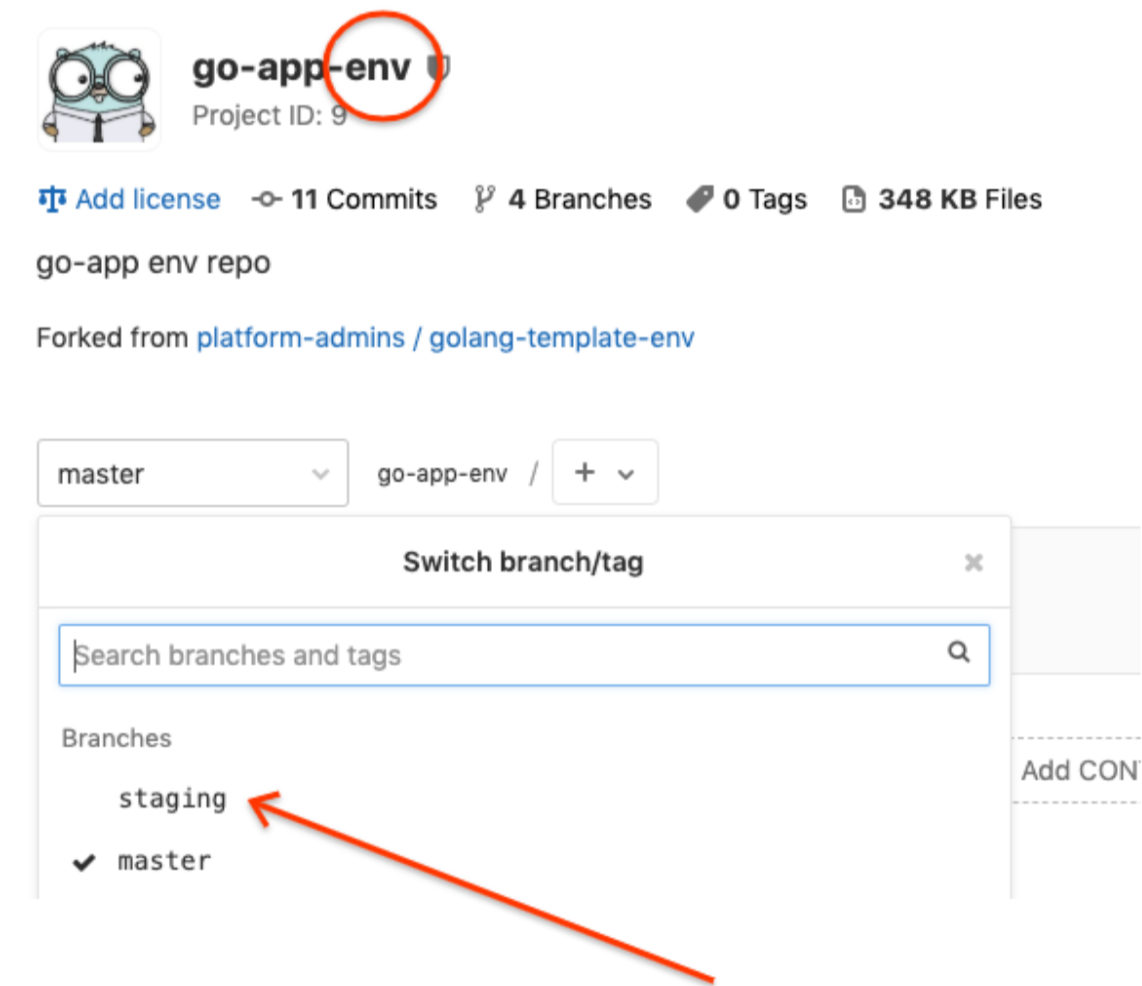 go-app-env
Project ID: 9
Add license 11 Commits 4 Branches 0 Tags 348 KB Files
go-app env repo
Forked from platform-admins / golang-template-env
master go-app-env / +
Switch branch/tag
Search branches and tags
Branches
staging
Add CON
master